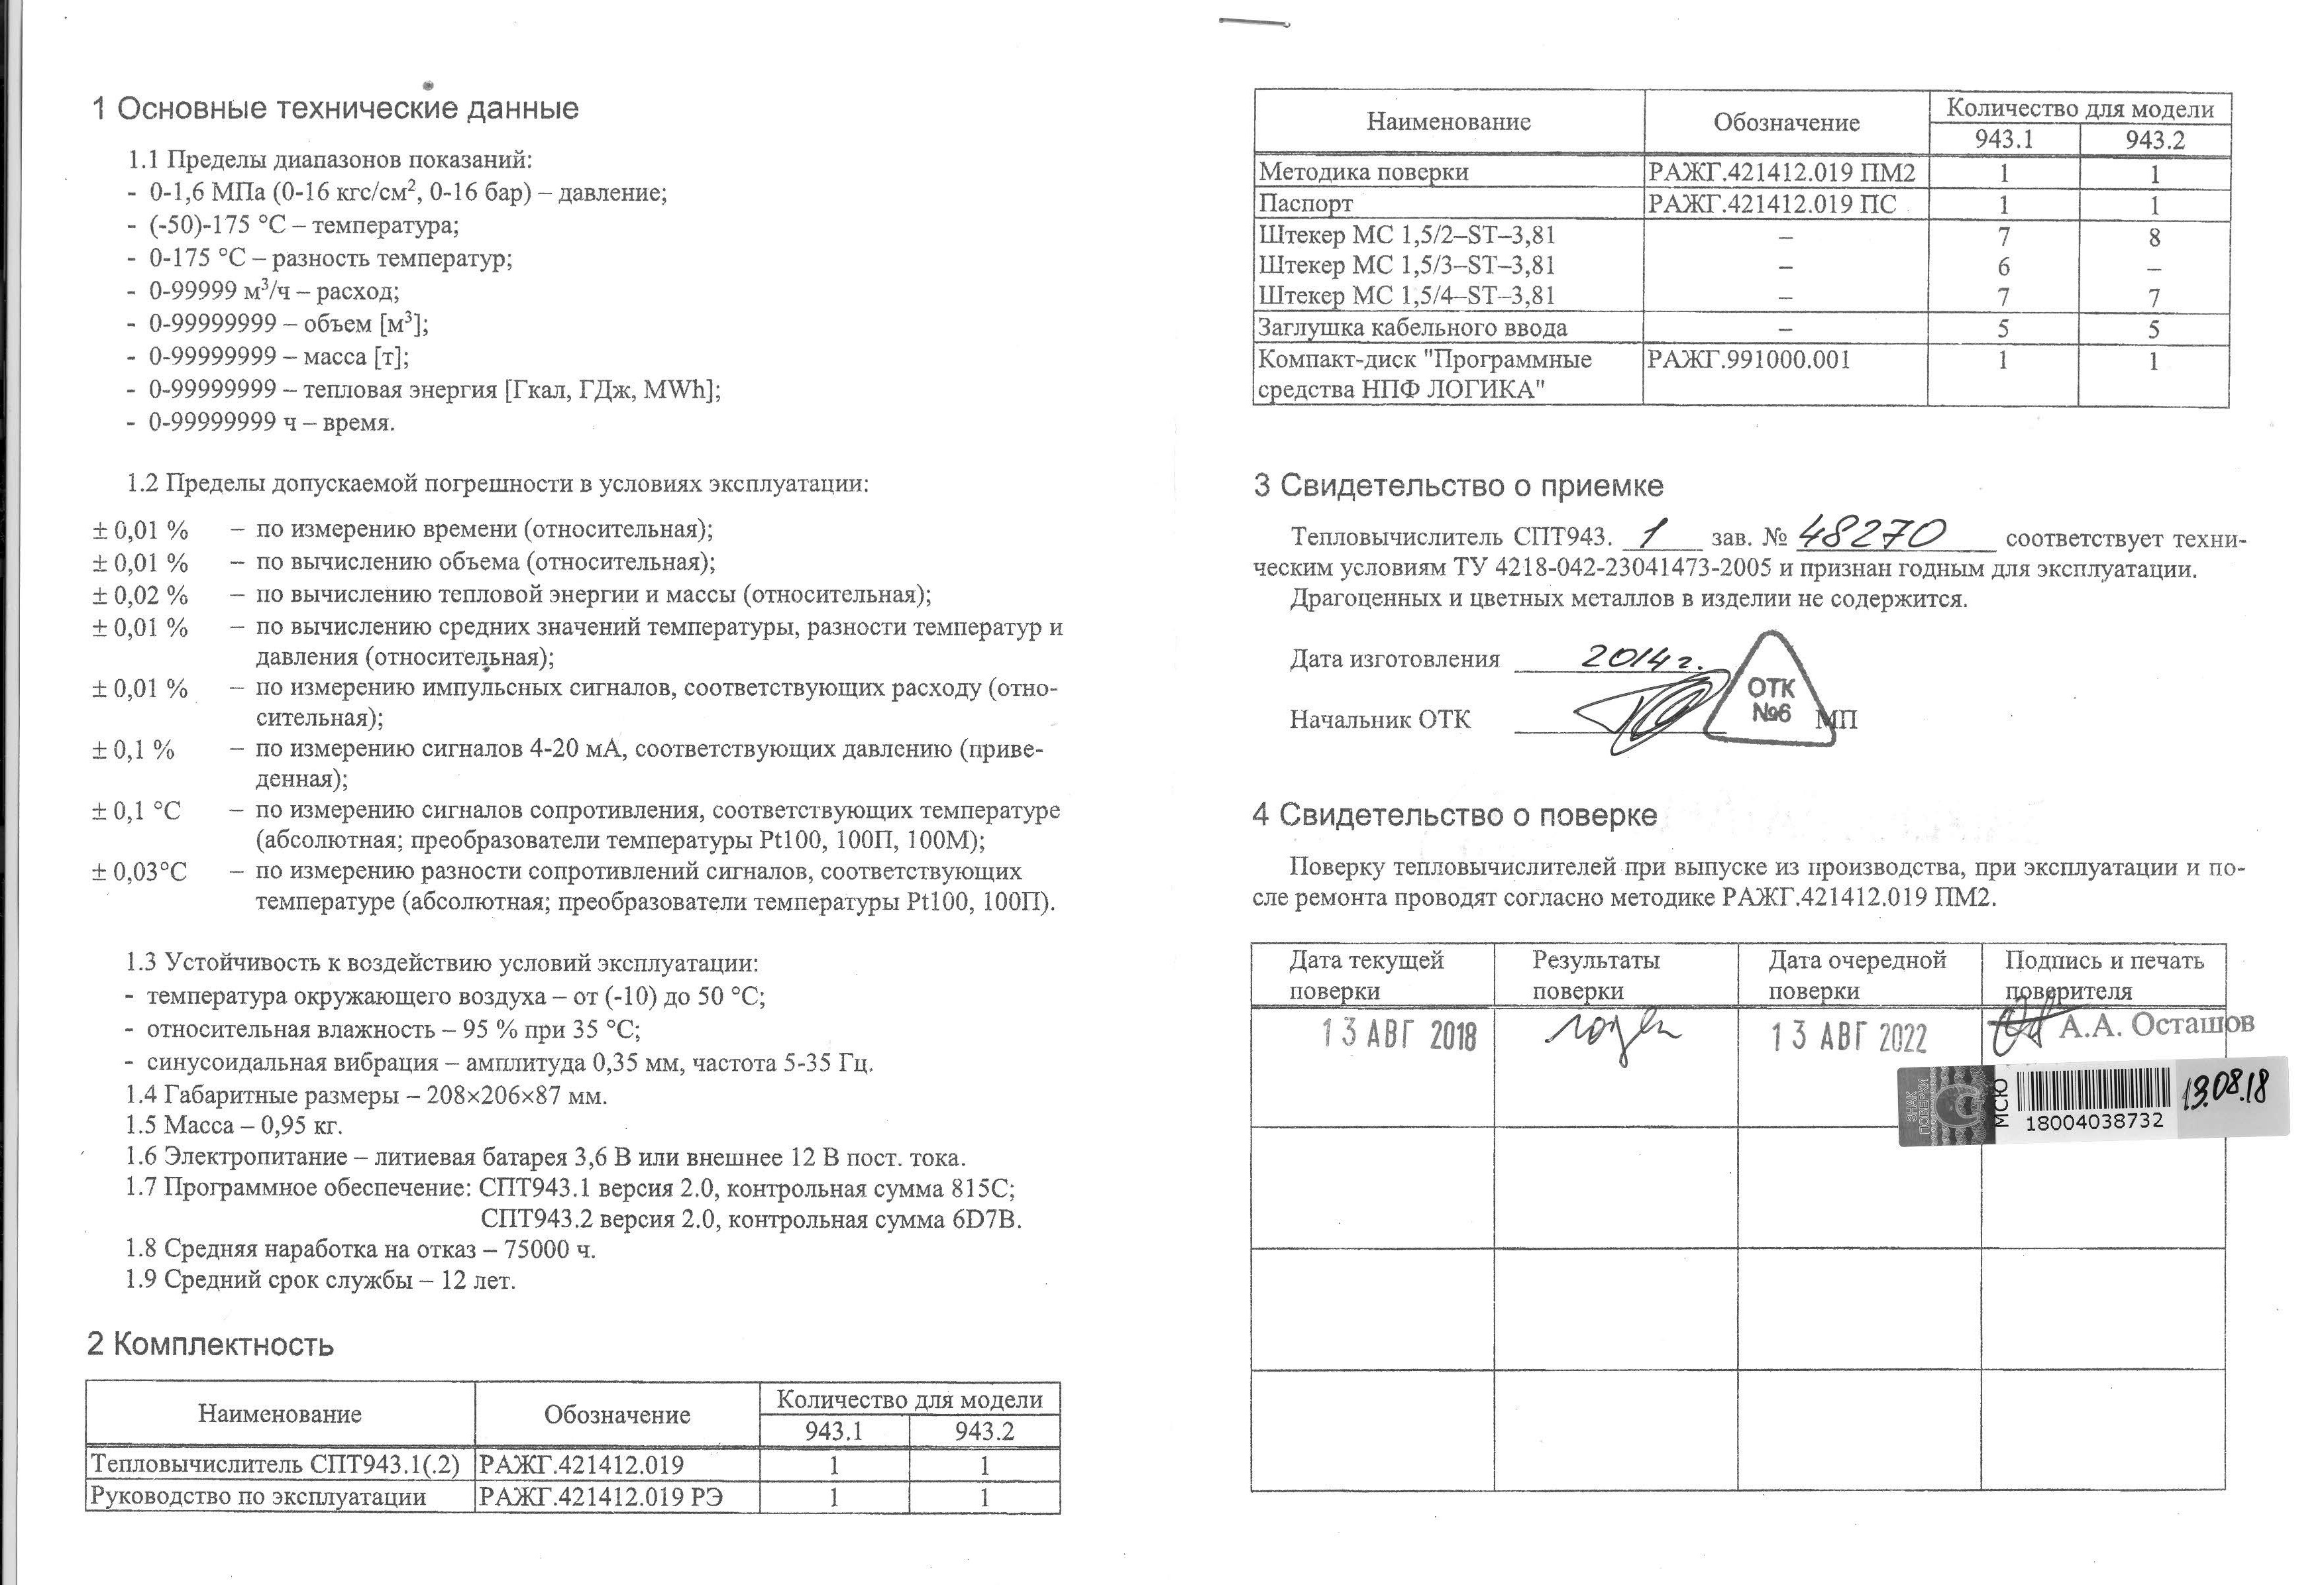 1 Основные технические данные
1.1 Пределы диапазонов показаний:
- 0-1,6 МПа (0-16 кгс/см², 0-16 бар) – давление;
- (-50)-175 °С – температура;
- 0-175 °С – разность температур;
- 0-99999 м³/ч – расход;
- 0-99999999 – объем [м³];
- 0-99999999 – масса [т];
- 0-99999999 – тепловая энергия [Гкал, ГДж, MWh];
- 0-99999999 ч – время.
1.2 Пределы допускаемой погрешности в условиях эксплуатации:
± 0,01 % – по измерению времени (относительная);
± 0,01 % – по вычислению объема (относительная);
± 0,02 % – по вычислению тепловой энергии и массы (относительная);
± 0,01 % – по вычислению средних значений температуры, разности температур и
давления (относительная);
± 0,01 % – по измерению импульсных сигналов, соответствующих расходу (отно-
сительная);
± 0,1 % – по измерению сигналов 4-20 мА, соответствующих давлению (приве-
денная);
± 0,1 °С – по измерению сигналов сопротивления, соответствующих температуре
(абсолютная; преобразователи температуры Pt100, 100П, 100М);
± 0,03°С – по измерению разности сопротивлений сигналов, соответствующих
температуре (абсолютная; преобразователи температуры Pt100, 100П).
1.3 Устойчивость к воздействию условий эксплуатации:
- температура окружающего воздуха – от (-10) до 50 °С;
- относительная влажность – 95 % при 35 °С;
- синусоидальная вибрация – амплитуда 0,35 мм, частота 5-35 Гц.
1.4 Габаритные размеры – 208×206×87 мм.
1.5 Масса – 0,95 кг.
1.6 Электропитание – литиевая батарея 3,6 В или внешнее 12 В пост. тока.
1.7 Программное обеспечение: СПТ943.1 версия 2.0, контрольная сумма 815C;
СПТ943.2 версия 2.0, контрольная сумма 6D7B.
1.8 Средняя наработка на отказ – 75000 ч.
1.9 Средний срок службы – 12 лет.
2 Комплектность
Наименование Обозначение Количество для модели
943.1 943.2
Тепловычислитель СПТ943.1(.2) РАЖГ.421412.019 1 1
Руководство по эксплуатации РАЖГ.421412.019 РЭ 1 1
Наименование Обозначение Количество для модели
943.1 943.2
Методика поверки РАЖГ.421412.019 ПМ2 1 1
Паспорт РАЖГ.421412.019 ПС 1 1
Штекер МС 1,5/2–ST–3,81 – 7 8
Штекер МС 1,5/3–ST–3,81 – 6 –
Штекер МС 1,5/4–ST–3,81 – 7 7
Заглушка кабельного ввода – 5 5
Компакт-диск "Программные РАЖГ.991000.001 1 1
средства НПФ ЛОГИКА"
3 Свидетельство о приемке
Тепловычислитель СПТ943. 1 зав. № 48270 соответствует техни-
ческим условиям ТУ 4218-042-23041473-2005 и признан годным для эксплуатации.
Драгоценных и цветных металлов в изделии не содержится.
Дата изготовления 2014 г.
ОТК
№6
Начальник ОТК МП
4 Свидетельство о поверке
Поверку тепловычислителей при выпуске из производства, при эксплуатации и по-
сле ремонта проводят согласно методике РАЖГ.421412.019 ПМ2.
Дата текущей Результаты Дата очередной Подпись и печать
поверки поверки поверки поверителя
13 АВГ 2018 годен 13 АВГ 2022 А.А. Осташов
ЗНАК
ПОВЕРКИ
МСЮ
18004038732
13.08.18